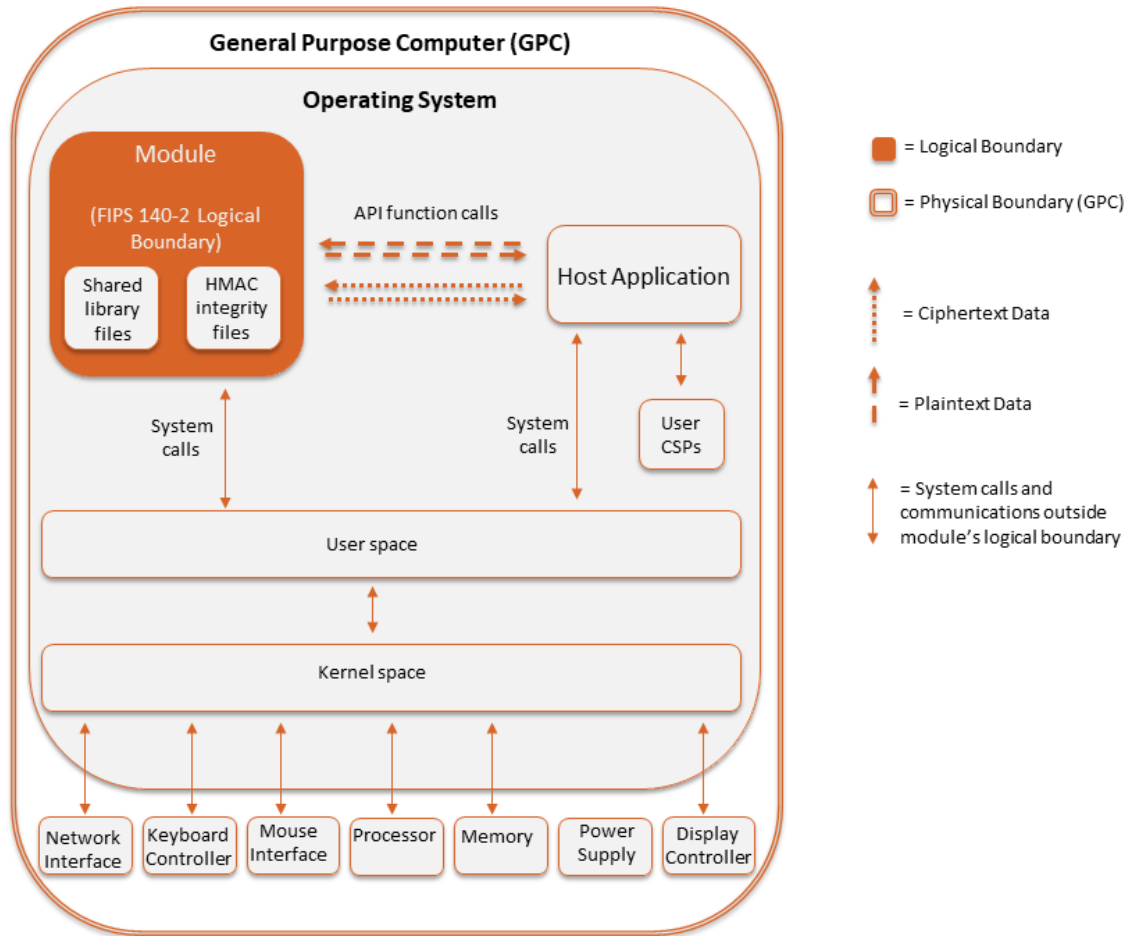 General Purpose Computer (GPC)
Operating System
Module
(FIPS 140-2 Logical
Boundary)
Shared
library
files
HMAC
integrity
files
API function calls
Host Application
System
calls
System
calls
User
CSPs
User space
Kernel space
Network
Interface
Keyboard
Controller
Mouse
Interface
Processor
Memory
Power
Supply
Display
Controller
= Logical Boundary
= Physical Boundary (GPC)
= Ciphertext Data
= Plaintext Data
= System calls and
communications outside
module's logical boundary